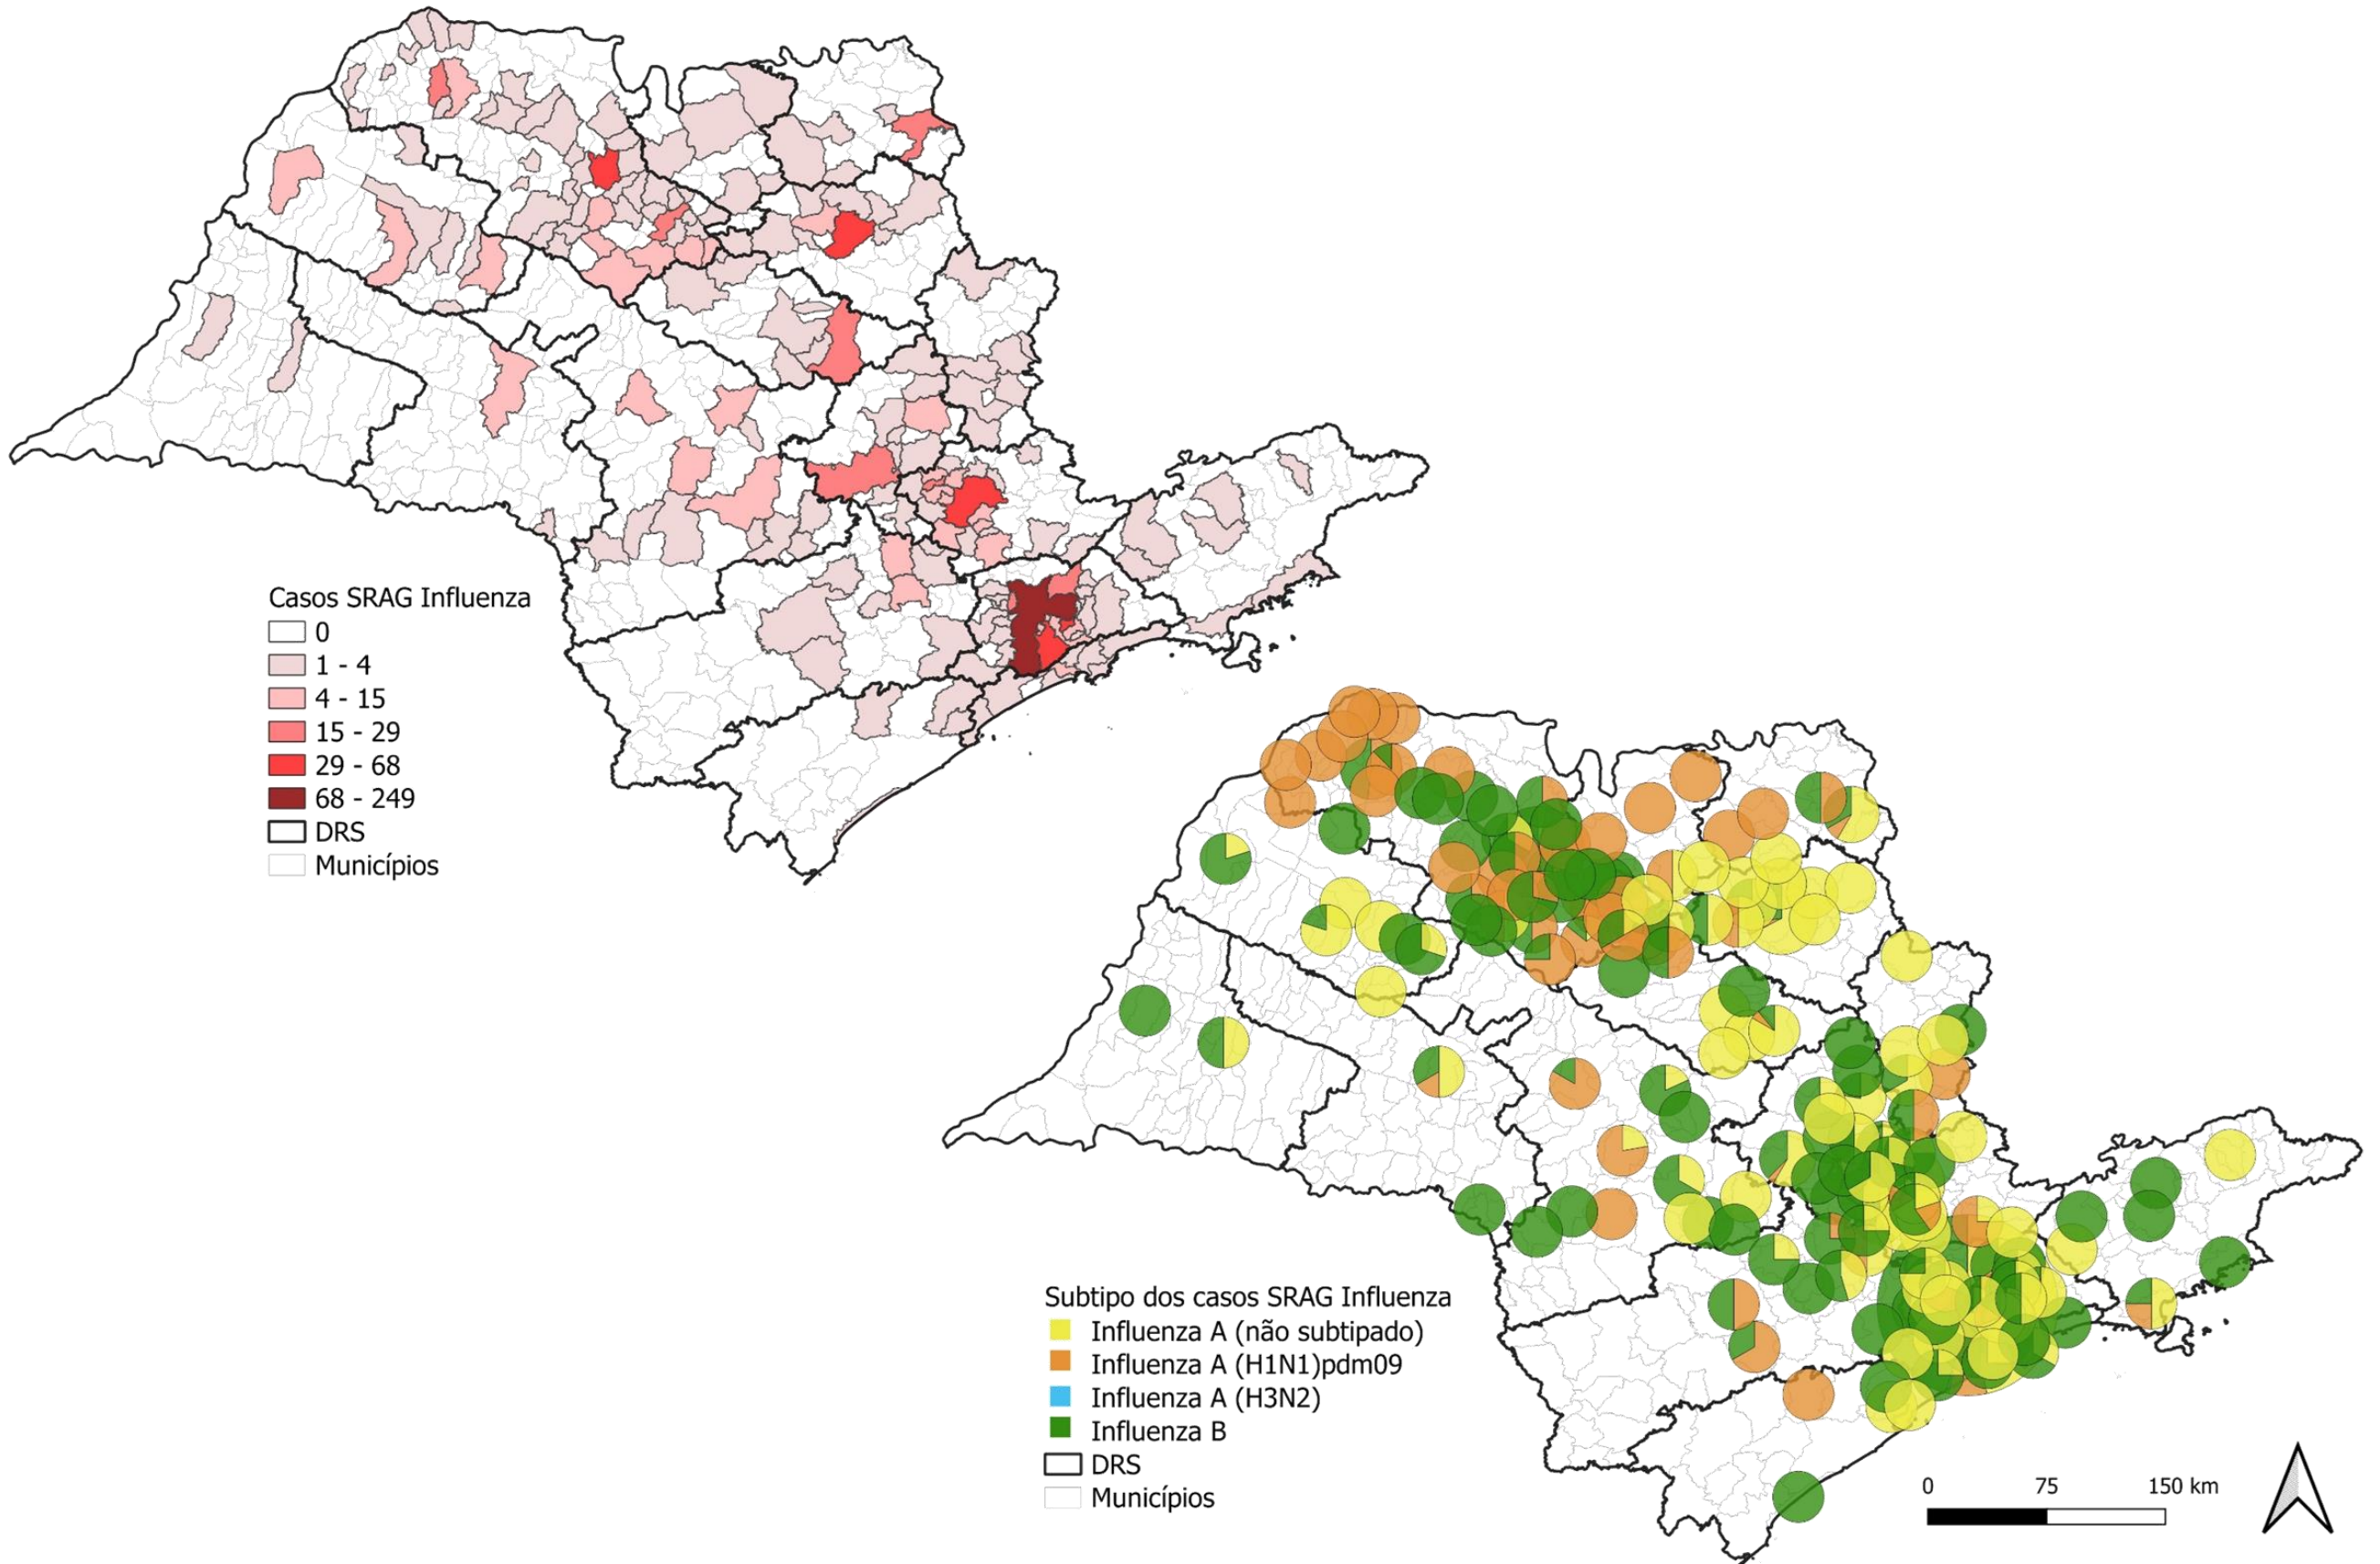 Casos SRAG Influenza
0
1 - 4
4 - 15
15 - 29
29 - 68
68 - 249
DRS
Municípios
Subtipo dos casos SRAG Influenza
Influenza A (não subtipado)
Influenza A (H1N1)pdm09
Influenza A (H3N2)
Influenza B
DRS
Municípios
0 75 150 km